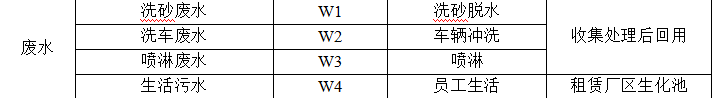 废水
洗砂废水 W1 洗砂脱水
洗车废水 W2 车辆冲洗
喷淋废水 W3 喷淋
收集处理后回用
生活污水 W4 员工生活 租赁厂区生化池